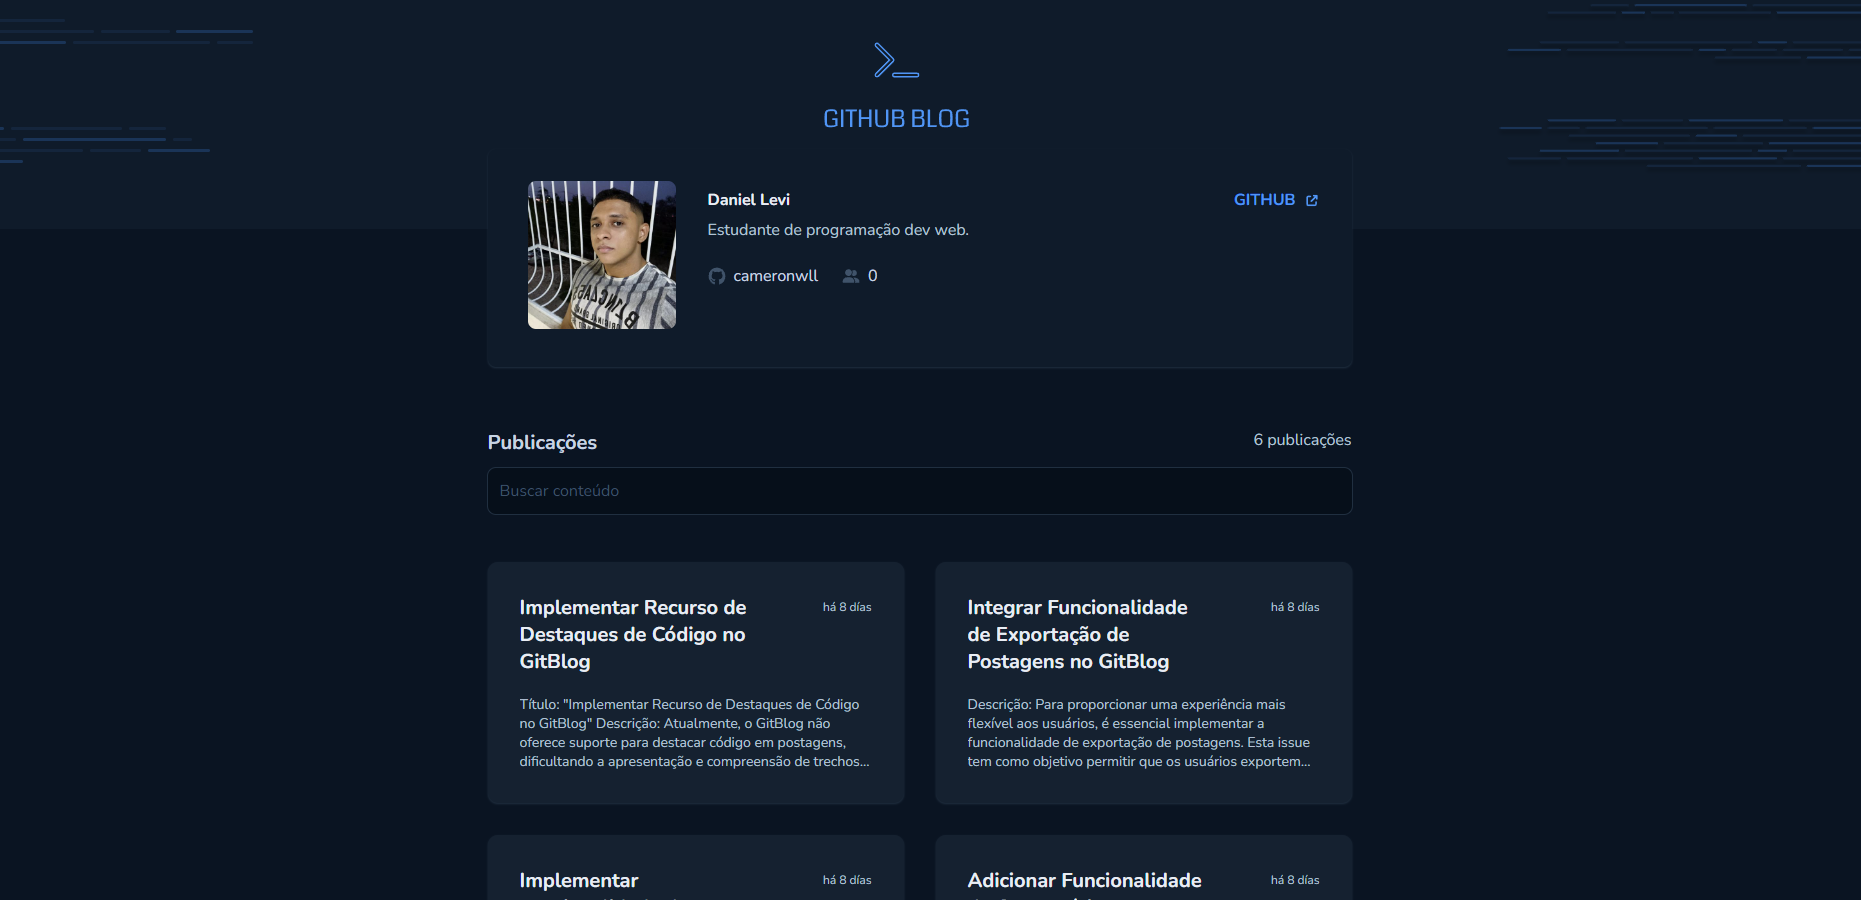 GITHUB BLOG
Daniel Levi
GITHUB
Estudante de programação dev web.
cameronwll
0
Publicações
6 publicações
Buscar conteúdo
Implementar Recurso de
Destaques de Código no
GitBlog
há 8 días
Título: "Implementar Recurso de Destaques de Código
no GitBlog" Descrição: Atualmente, o GitBlog não
oferece suporte para destacar código em postagens,
dificultando a apresentação e compreensão de trechos...
Integrar Funcionalidade
de Exportação de
Postagens no GitBlog
há 8 días
Descrição: Para proporcionar uma experiência mais
flexível aos usuários, é essencial implementar a
funcionalidade de exportação de postagens. Esta issue
tem como objetivo permitir que os usuários exportem...
Implementar
há 8 días
Adicionar Funcionalidade
há 8 días